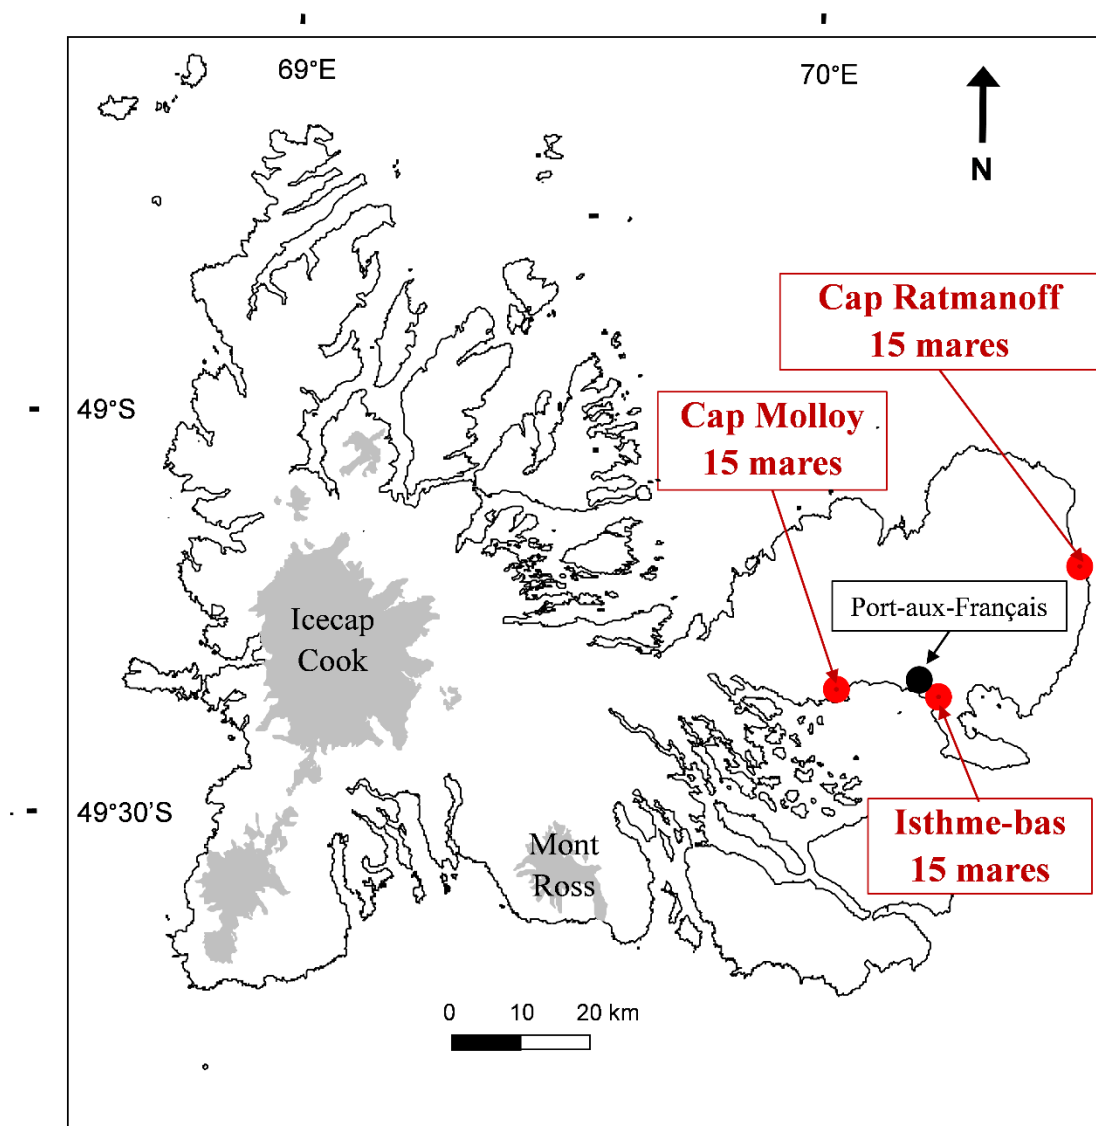 69°E
70°E
N
Cap Ratmanoff
15 mares
49°S
Cap Molloy
15 mares
Port-aux-Français
Icecap
Cook
49°30'S
Mont
Ross
Isthme-bas
15 mares
0 10 20 km